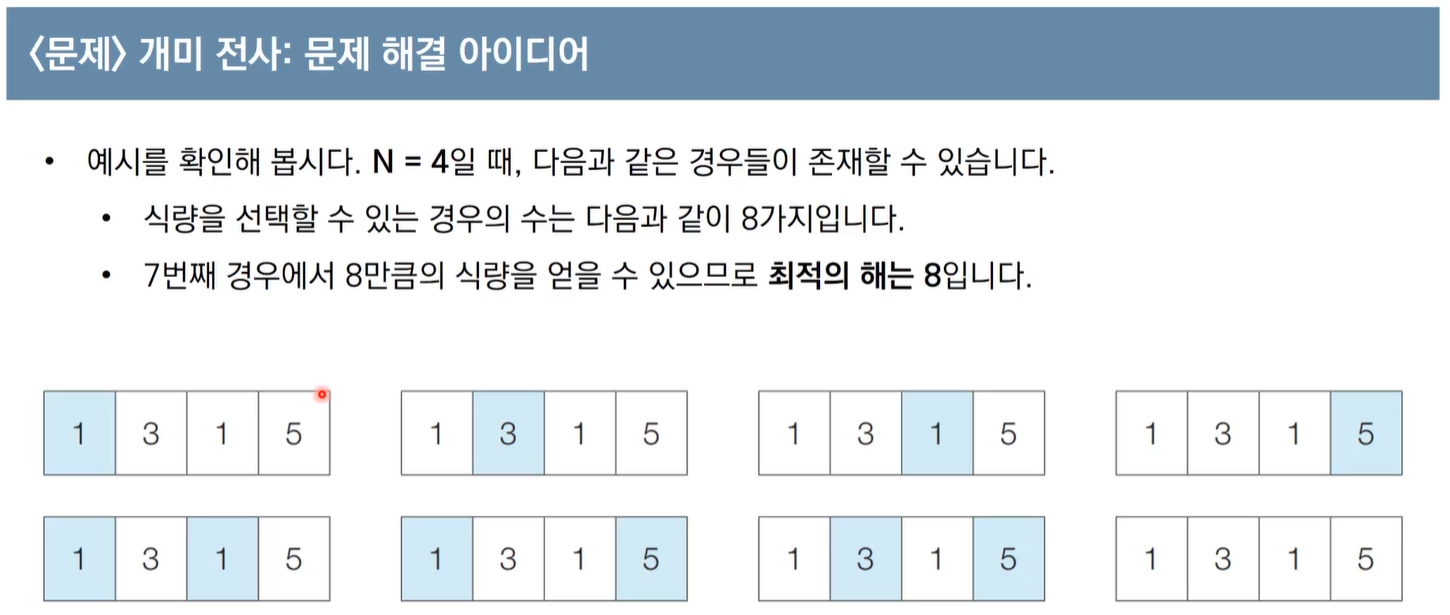 <문제> 개미 전사: 문제 해결 아이디어
• 예시를 확인해 봅시다. N = 4일 때, 다음과 같은 경우들이 존재할 수 있습니다.
• 식량을 선택할 수 있는 경우의 수는 다음과 같이 8가지입니다.
• 7번째 경우에서 8만큼의 식량을 얻을 수 있으므로 최적의 해는 8입니다.
1 3 1 5 1 3 1 5 1 3 1 5 1 3 1 5
1 3 1 5 1 3 1 5 1 3 1 5 1 3 1 5